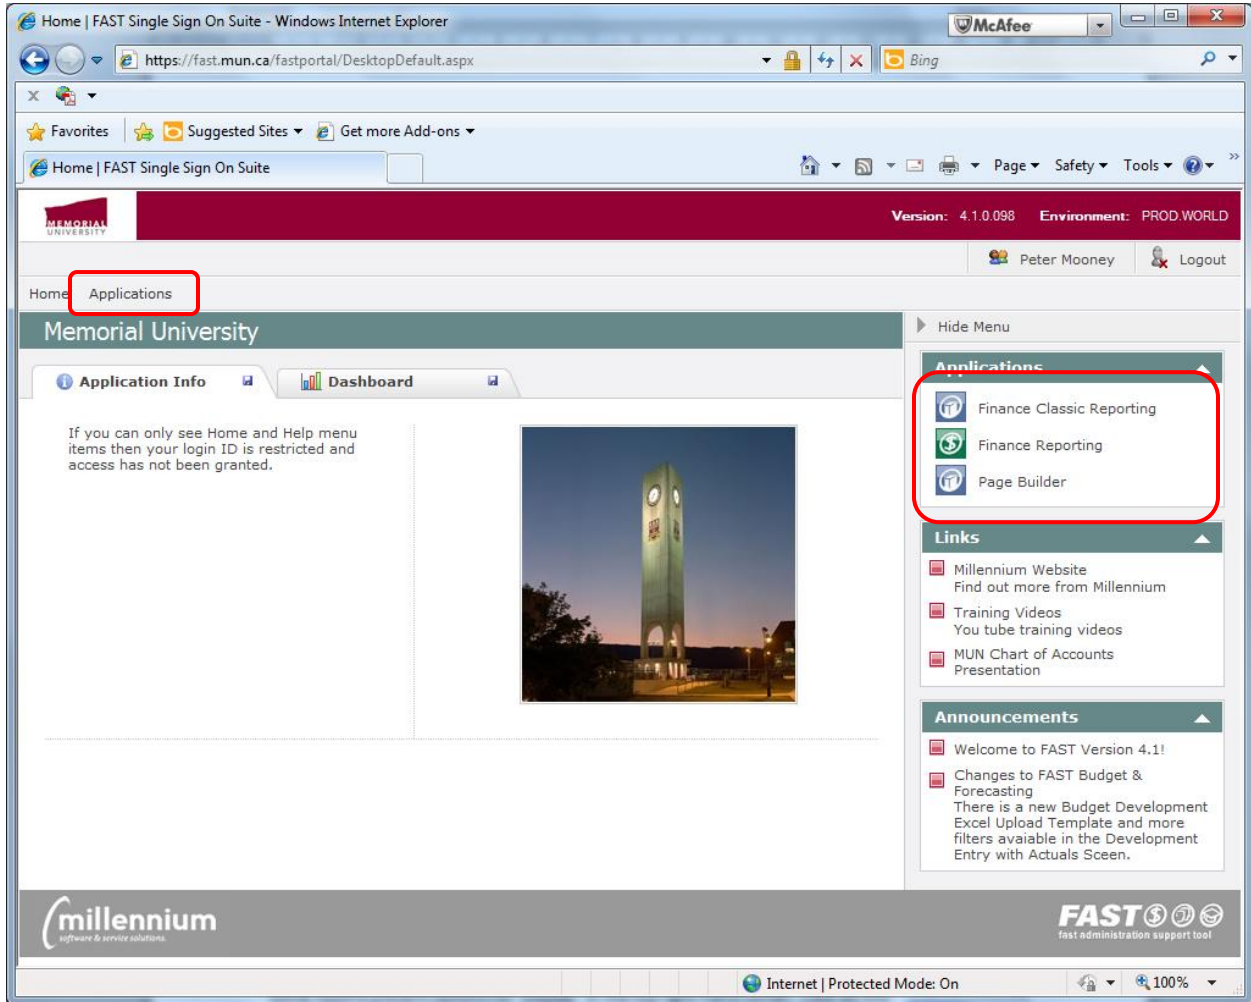 Home | FAST Single Sign On Suite - Windows Internet Explorer
McAfee
https://fast.mun.ca/fastportal/DesktopDefault.aspx
Bing
Favorites
Suggested Sites
Get more Add-ons
Home | FAST Single Sign On Suite
Page
Safety
Tools
MEMORIAL
UNIVERSITY
Version: 4.1.0.098 Environment: PROD.WORLD
Peter Mooney
Logout
Home
Applications
Memorial University
Hide Menu
Application Info
Dashboard
If you can only see Home and Help menu
items then your login ID is restricted and
access has not been granted.
Applications
Finance Classic Reporting
Finance Reporting
Page Builder
Links
Millennium Website
Find out more from Millennium
Training Videos
You tube training videos
MUN Chart of Accounts
Presentation
Announcements
Welcome to FAST Version 4.1!
Changes to FAST Budget &
Forecasting
There is a new Budget Development
Excel Upload Template and more
filters avaiable in the Development
Entry with Actuals Sceen.
millennium
software & service solutions
FAST
fast administration support tool
Internet | Protected Mode: On
100%